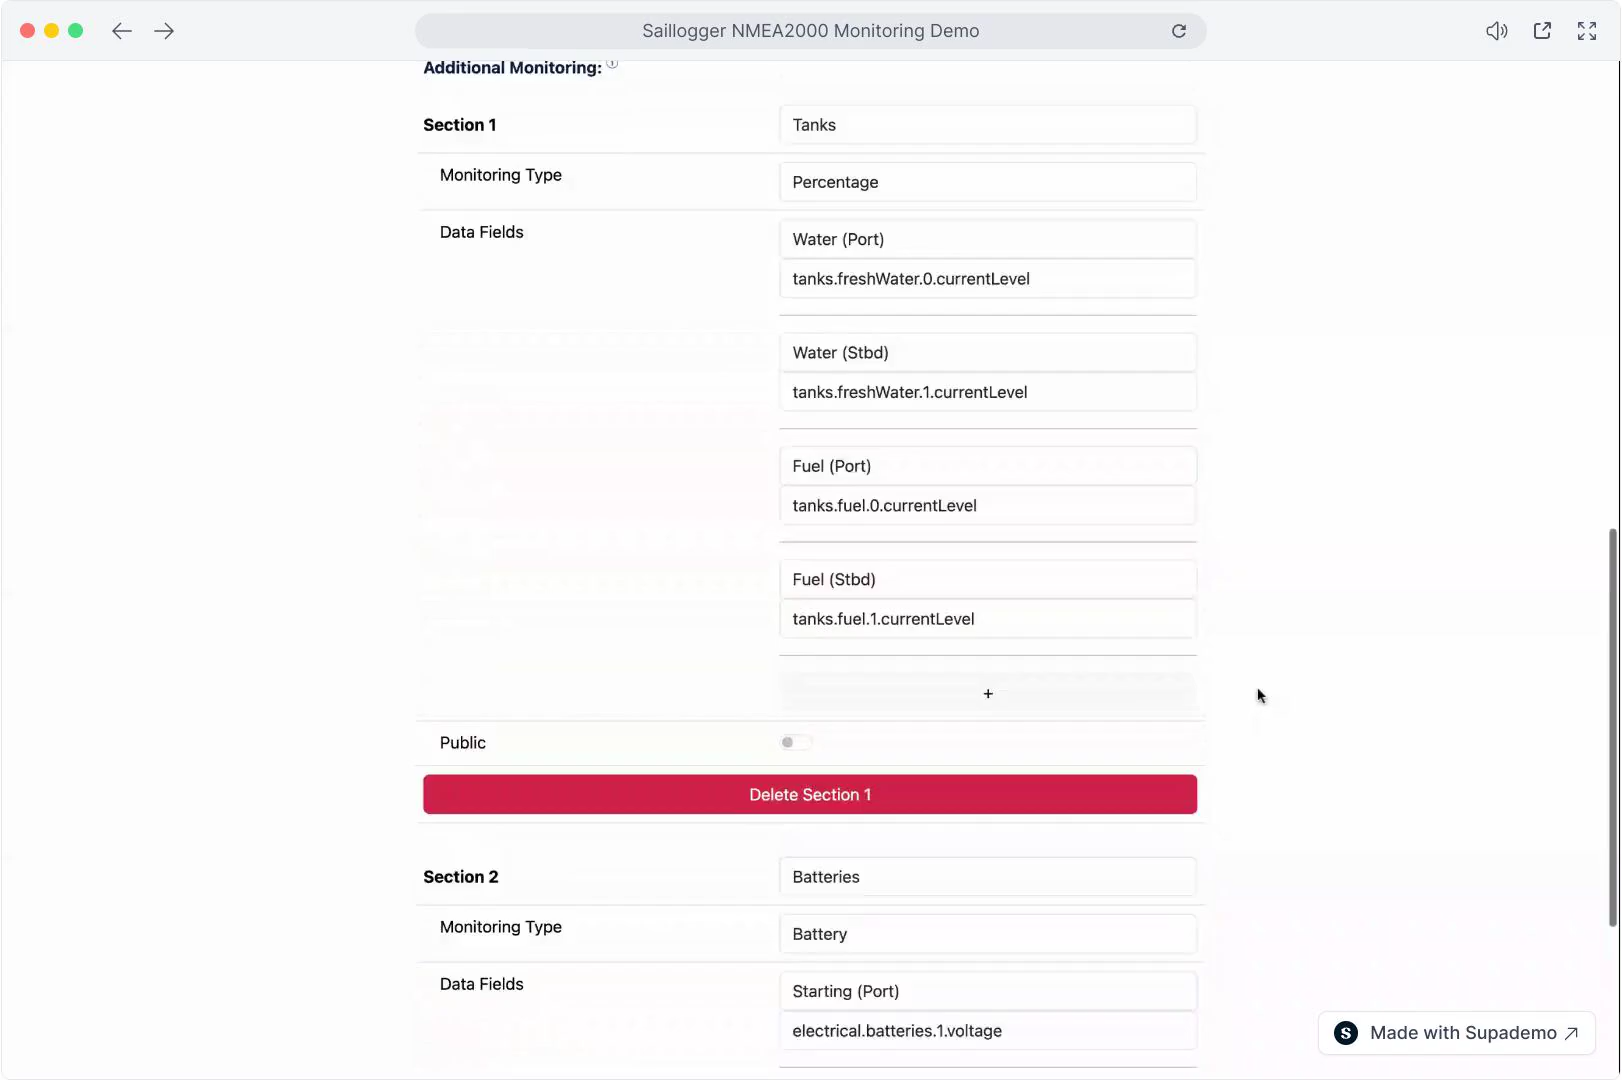 Saillogger NMEA2000 Monitoring Demo
Additional Monitoring:
Section 1
Tanks
Monitoring Type
Percentage
Data Fields
Water (Port)
tanks.freshWater.0.currentLevel
Water (Stbd)
tanks.freshWater.1.currentLevel
Fuel (Port)
tanks.fuel.0.currentLevel
Fuel (Stbd)
tanks.fuel.1.currentLevel
+
Public
Delete Section 1
Section 2
Batteries
Monitoring Type
Battery
Data Fields
Starting (Port)
electrical.batteries.1.voltage
S Made with Supademo ↗